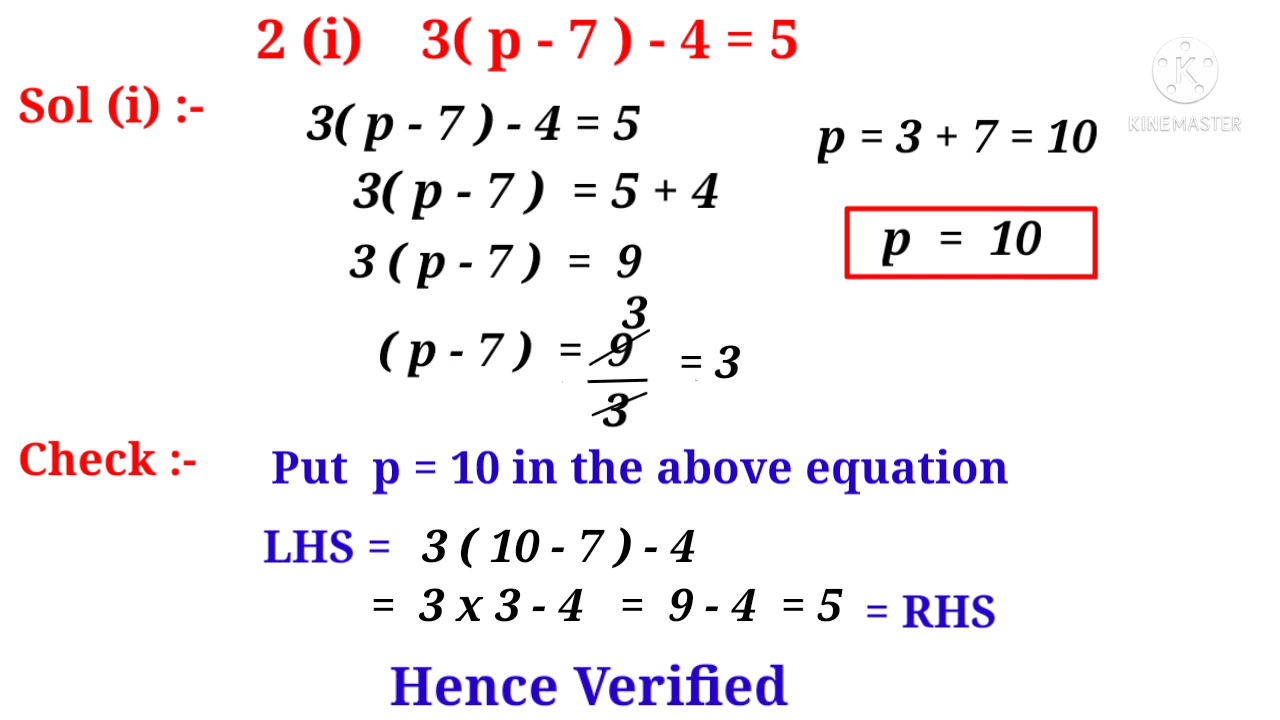 2 (i) 3( p - 7 ) - 4 = 5
Sol (i) :-
3( p - 7 ) - 4 = 5
3( p - 7 ) = 5 + 4
3 ( p - 7 ) = 9
3
( p - 7 ) = 9 = 3
3
p = 3 + 7 = 10
p = 10
K
KINEMASTER
Check :-
Put p = 10 in the above equation
LHS = 3 ( 10 - 7 ) - 4
= 3 x 3 - 4 = 9 - 4 = 5 = RHS
Hence Verified